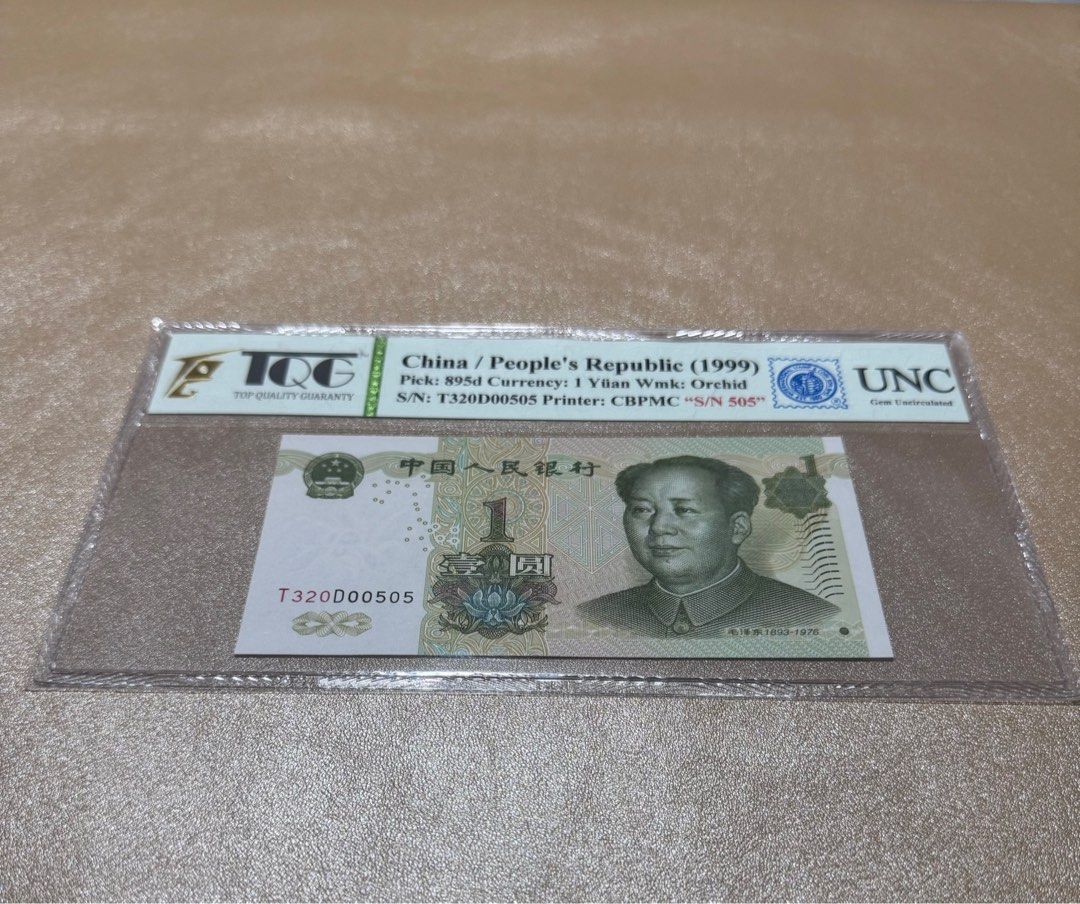 TQG
TOP QUALITY GUARANTY
China / People's Republic (1999)
Pick: 895d Currency: 1 Yüan Wmk: Orchid
S/N: T320D00505 Printer: CBPMC “S/N 505”
UNC
Gem Uncirculated
中国人民银行
1
1
壹圆
T320D00505
毛泽东1893-1976